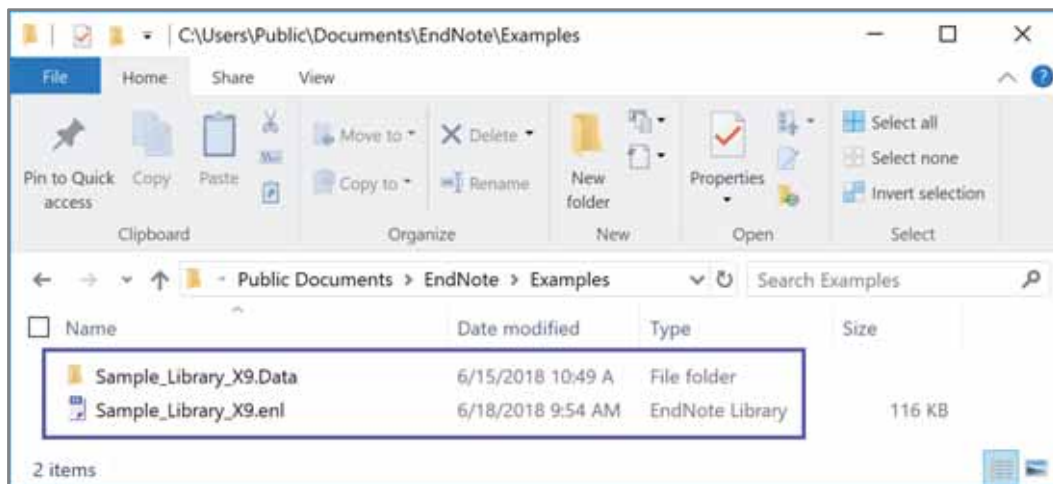 C:\Users\Public\Documents\EndNote\Examples
File Home Share View
Pin to Quick access
Copy
Paste
Move to
Copy to
Delete
Rename
New folder
Properties
Select all
Select none
Invert selection
Clipboard Organize New Open Select
Public Documents > EndNote > Examples
Search Examples
Name Date modified Type Size
Sample_Library_X9.Data 6/15/2018 10:49 A File folder
Sample_Library_X9.enl 6/18/2018 9:54 AM EndNote Library 116 KB
2 items